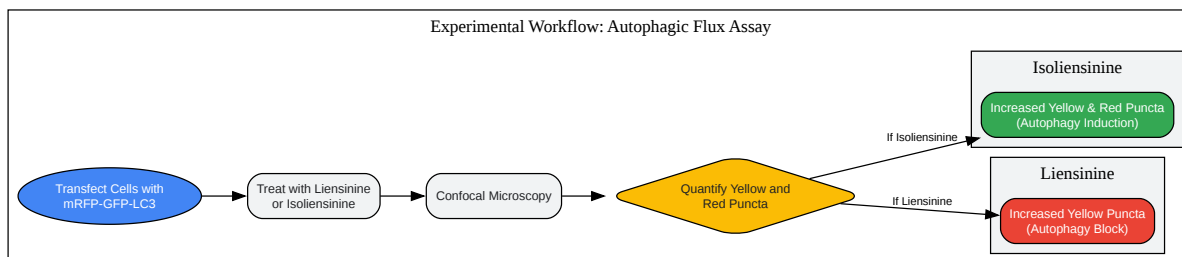 Experimental Workflow: Autophagic Flux Assay
Transfect Cells with
mRFP-GFP-LC3
Treat with Liensinine
or Isoliensinine
Confocal Microscopy
Quantify Yellow and
Red Puncta
If Isoliensinine
Isoliensinine
Increased Yellow & Red Puncta
(Autophagy Induction)
If Liensinine
Liensinine
Increased Yellow Puncta
(Autophagy Block)